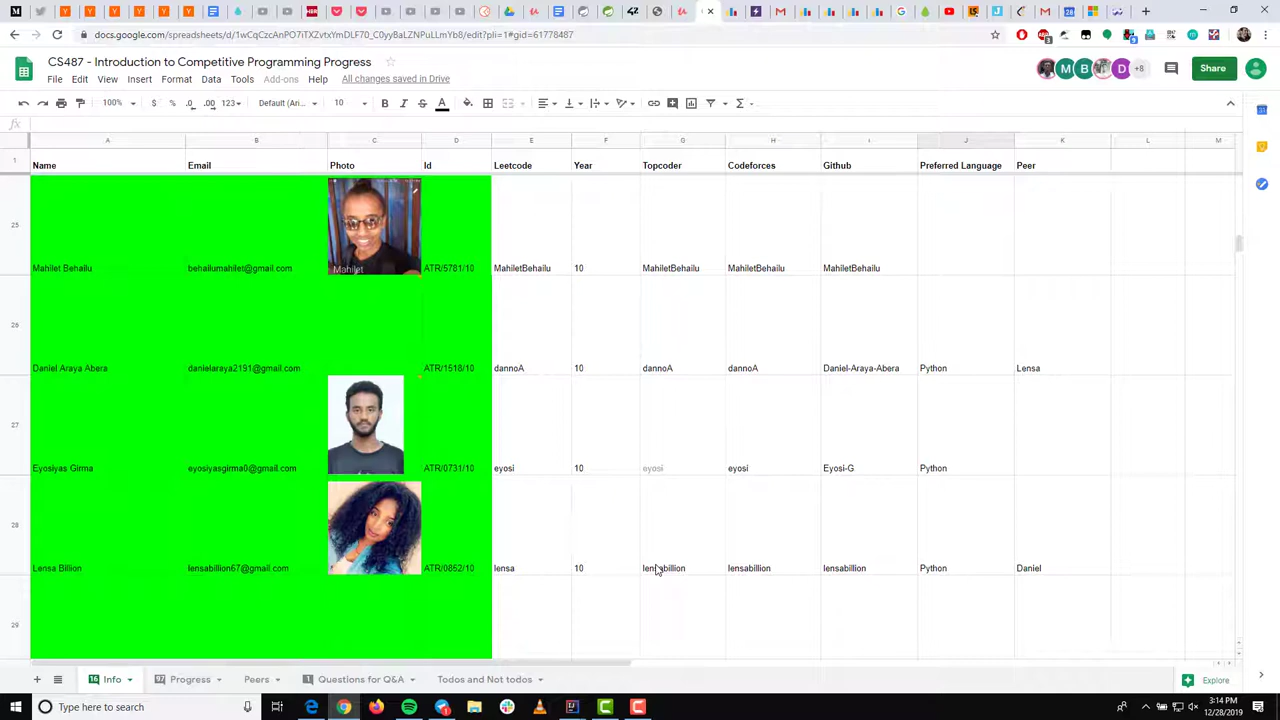 docs.google.com/spreadsheets/d/1wCqCzcAnPO7iTXZvtxYmDLF70_C0yy8aLZNPuLLmYb8/edit?pli=1#gid=61778487
CS487 - Introduction to Competitive Programming Progress
File Edit View Insert Format Data Tools Add-ons Help All changes saved in Drive
M B D +8 Share
100% $ % .0 .00 123 Default (Ari... 10 B I S A
fx
A B C D E F G H I J K L M
1 Name Email Photo Id Leetcode Year Topcoder Codeforces Github Preferred Language Peer
Mahilet
25 Mahilet Behailu behailumahilet@gmail.com ATR/5781/10 MahiletBehailu 10 MahiletBehailu MahiletBehailu MahiletBehailu
26 Daniel Araya Abera danielaraya2191@gmail.com ATR/1518/10 dannoA 10 dannoA dannoA Daniel-Araya-Abera Python Lensa
27 Eyosiyas Girma eyosiyasgirma0@gmail.com ATR/0731/10 eyosi 10 eyosi eyosi Eyosi-G Python
28 Lensa Billion lensabillion67@gmail.com ATR/0852/10 lensa 10 lensabillion lensabillion lensabillion Python Daniel
29
Info Progress Peers Questions for Q&A Todos and Not todos Explore
Type here to search
3:14 PM
12/28/2019